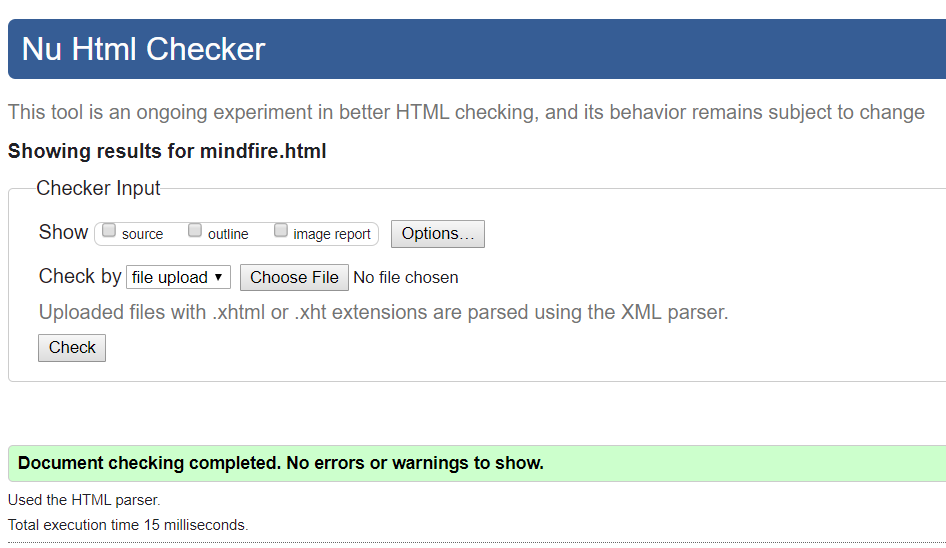 Nu Html Checker
This tool is an ongoing experiment in better HTML checking, and its behavior remains subject to change
Showing results for mindfire.html
Checker Input
Show source outline image report Options...
Check by file upload Choose File No file chosen
Uploaded files with .xhtml or .xht extensions are parsed using the XML parser.
Check
Document checking completed. No errors or warnings to show.
Used the HTML parser.
Total execution time 15 milliseconds.